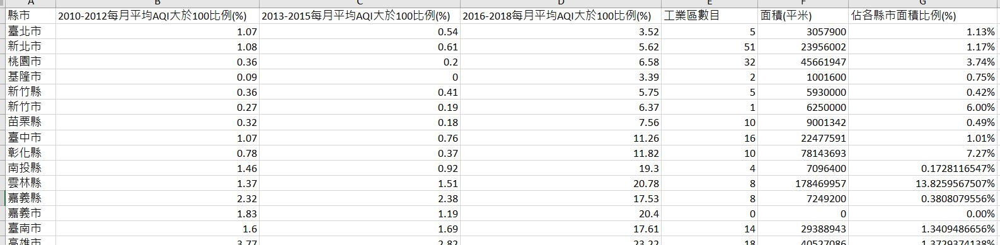 A B C D E F G
縣市 2010-2012每月平均AQI大於100比例(%) 2013-2015每月平均AQI大於100比例(%) 2016-2018每月平均AQI大於100比例(%) 工業區數目 面積(平米) 佔各縣市面積比例(%)
臺北市 1.07 0.54 3.52 5 3057900 1.13%
新北市 1.08 0.61 5.62 51 23956002 1.17%
桃園市 0.36 0.2 6.58 32 45661947 3.74%
基隆市 0.09 0 3.39 2 1001600 0.75%
新竹縣 0.36 0.41 5.75 5 5930000 0.42%
新竹市 0.27 0.19 6.37 1 6250000 6.00%
苗栗縣 0.32 0.18 7.56 10 9001342 0.49%
臺中市 1.07 0.76 11.26 16 22477591 1.01%
彰化縣 0.78 0.37 11.82 10 78143693 7.27%
南投縣 1.46 0.92 19.3 4 7096400 0.1728116547%
雲林縣 1.37 1.51 20.78 8 178469957 13.8259567507%
嘉義縣 2.32 2.38 17.53 8 7249200 0.3808079556%
嘉義市 1.83 1.19 20.4 0 0 0.00%
臺南市 1.6 1.69 17.61 14 29388943 1.3409486656%
高雄市 3.77 2.82 23.22 18 40527086 1.3729374138%